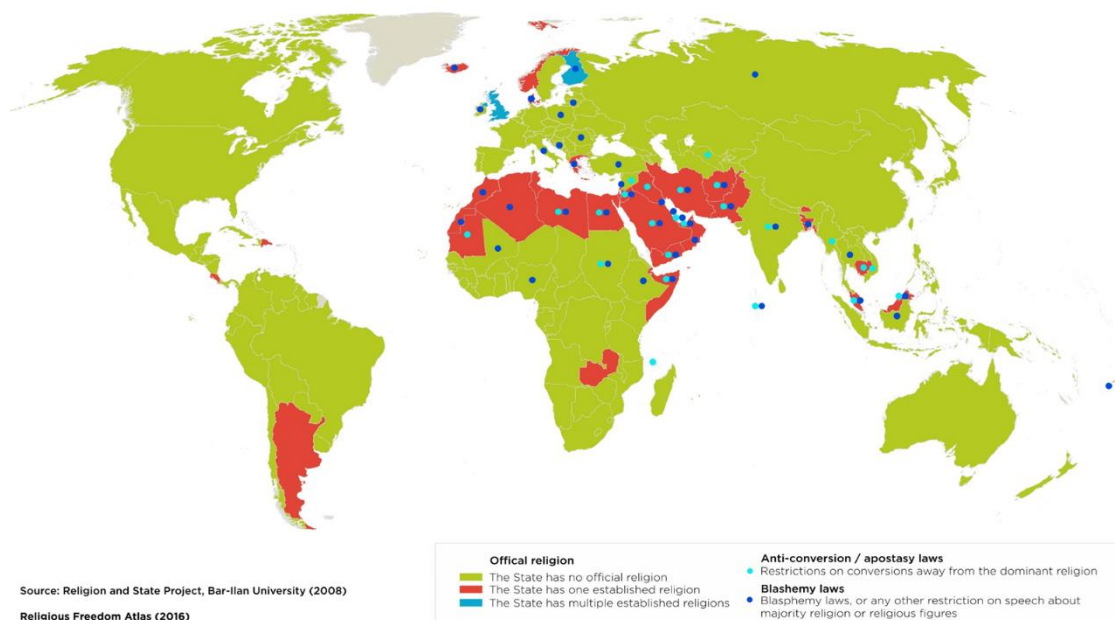 Offical religion
The State has no official religion
The State has one established religion
The State has multiple established religions
Anti-conversion / apostasy laws
Restrictions on conversions away from the dominant religion
Blashemy laws
Blasphemy laws, or any other restriction on speech about
majority religion or religious figures
Source: Religion and State Project, Bar-Ilan University (2008)
Religious Freedom Atlas (2016)